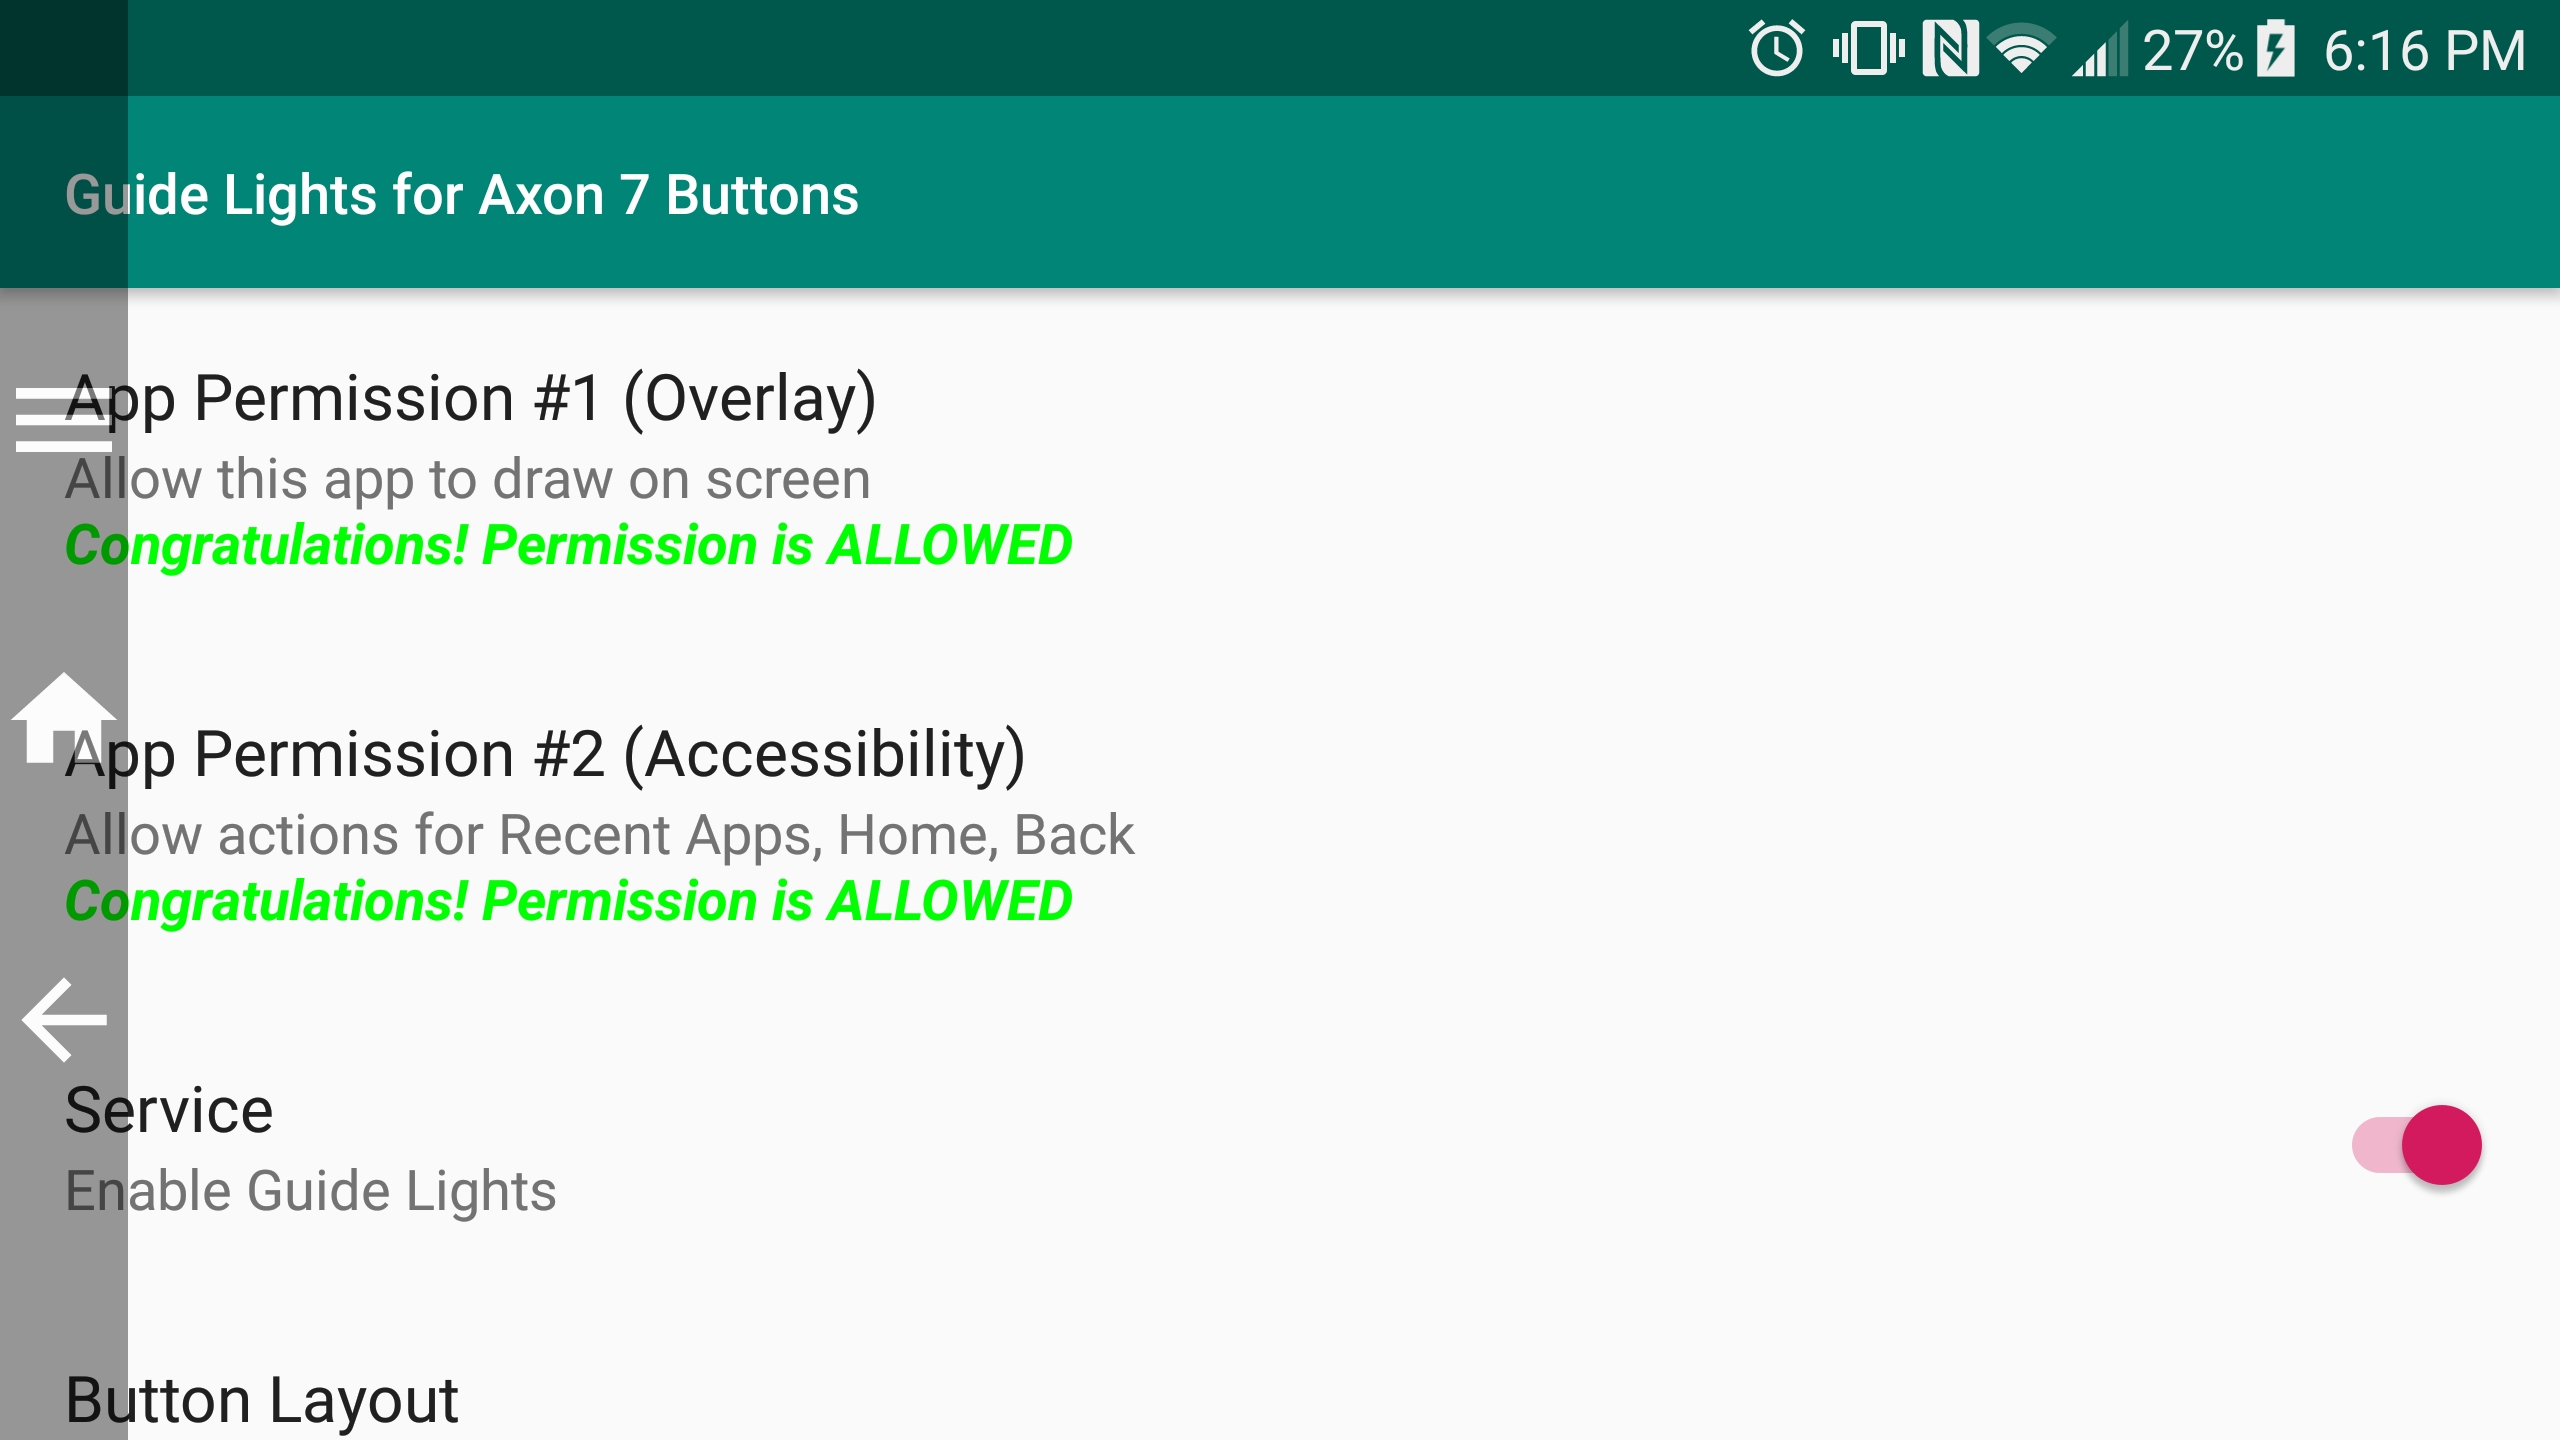 27% 6:16 PM
Guide Lights for Axon 7 Buttons
App Permission #1 (Overlay)
Allow this app to draw on screen
Congratulations! Permission is ALLOWED
App Permission #2 (Accessibility)
Allow actions for Recent Apps, Home, Back
Congratulations! Permission is ALLOWED
Service
Enable Guide Lights
Button Layout